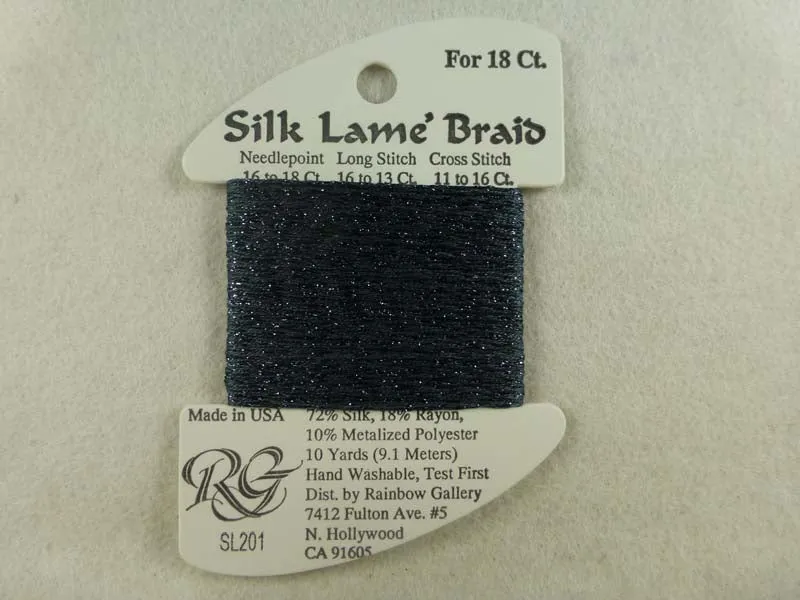 For 18 Ct.
Silk Lamé Braid
Needlepoint Long Stitch Cross Stitch
16 to 18 Ct. 16 to 13 Ct. 11 to 16 Ct.
Made in USA
72% Silk, 18% Rayon,
10% Metalized Polyester
10 Yards (9.1 Meters)
Hand Washable, Test First
Dist. by Rainbow Gallery
7412 Fulton Ave. #5
N. Hollywood
CA 91605
RG
SL201